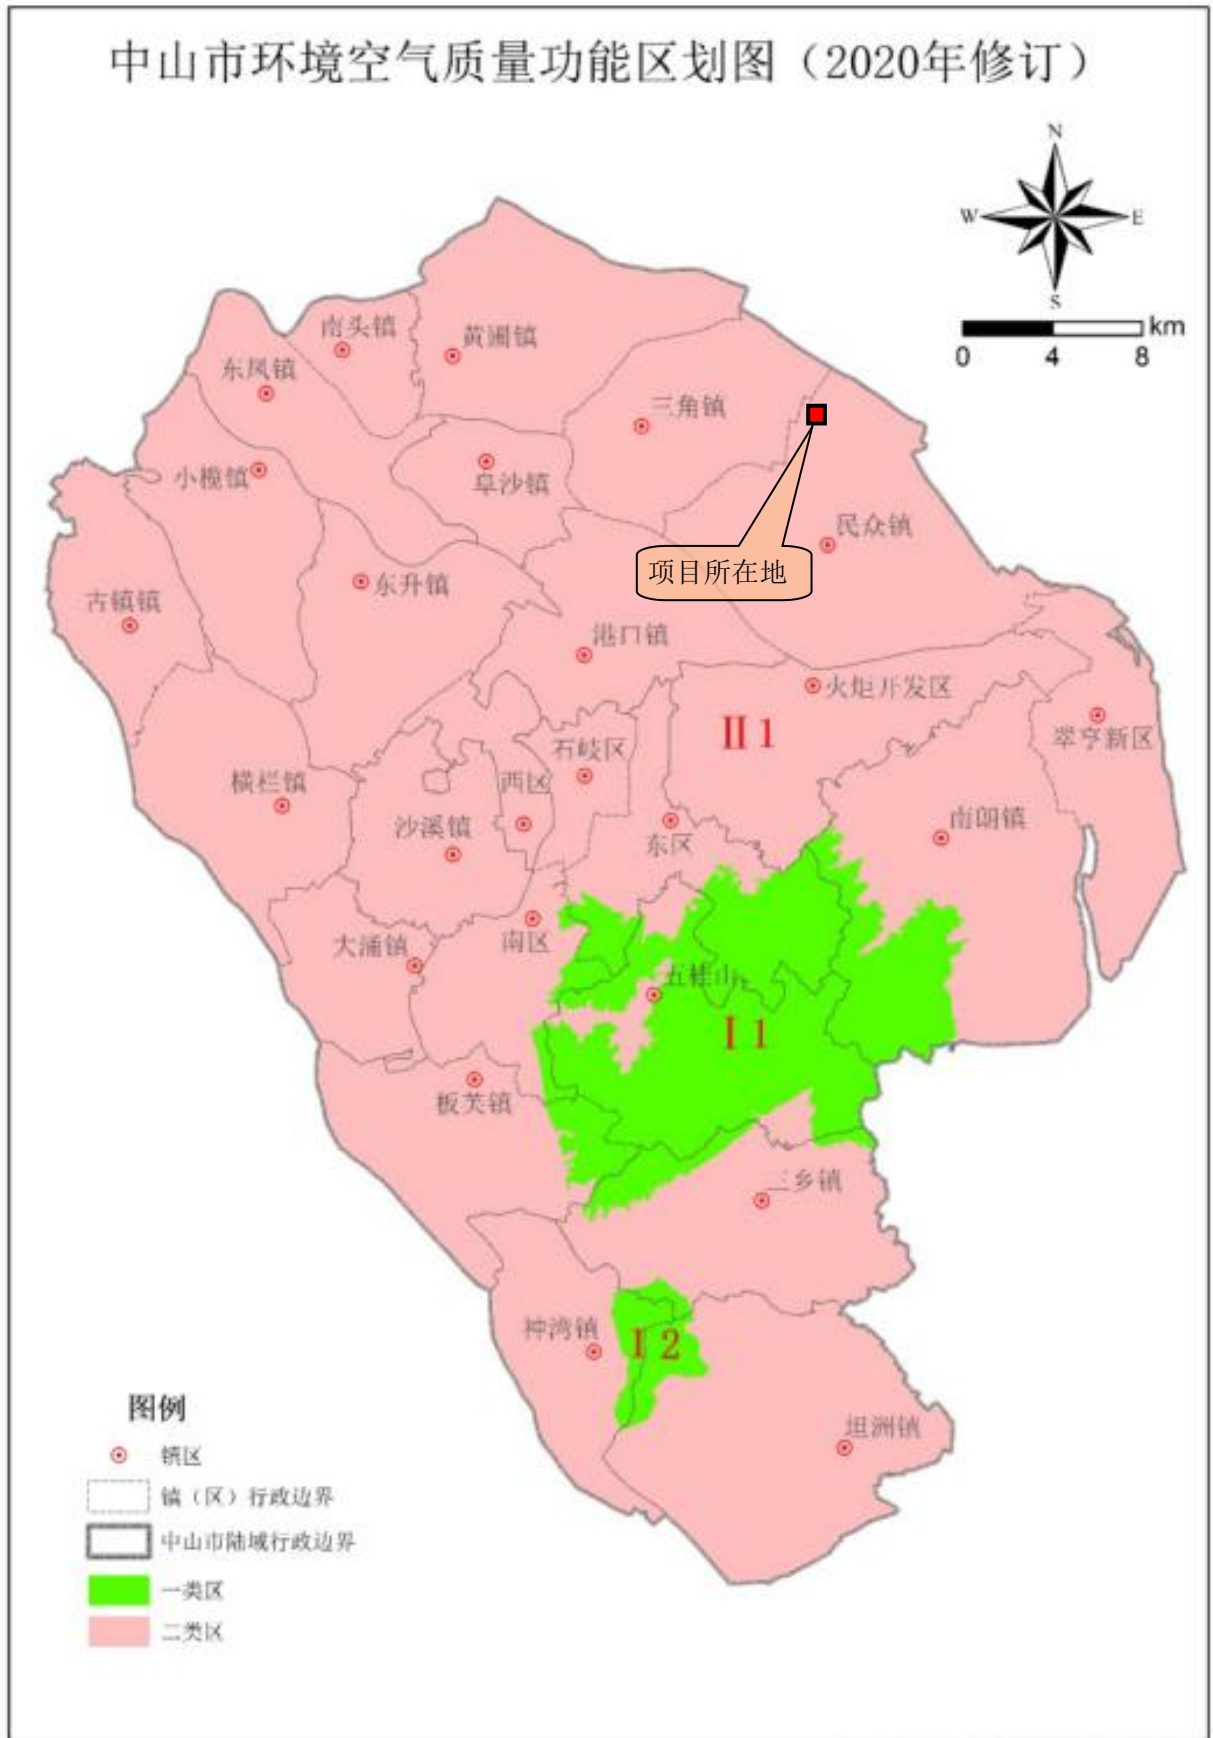 中山市环境空气质量功能区划图（2020年修订）
N
W
E
S
km
0 4 8
南头镇
黄圃镇
东凤镇
三角镇
小榄镇
阜沙镇
民众镇
项目所在地
东升镇
古镇镇
港口镇
火炬开发区
II 1
翠亨新区
石岐区
西区
横栏镇
南朗镇
沙溪镇
东区
南区
大涌镇
五桂山
I 1
板芙镇
三乡镇
神湾镇
I 2
坦洲镇
图例
镇区
镇（区）行政边界
中山市陆域行政边界
一类区
二类区